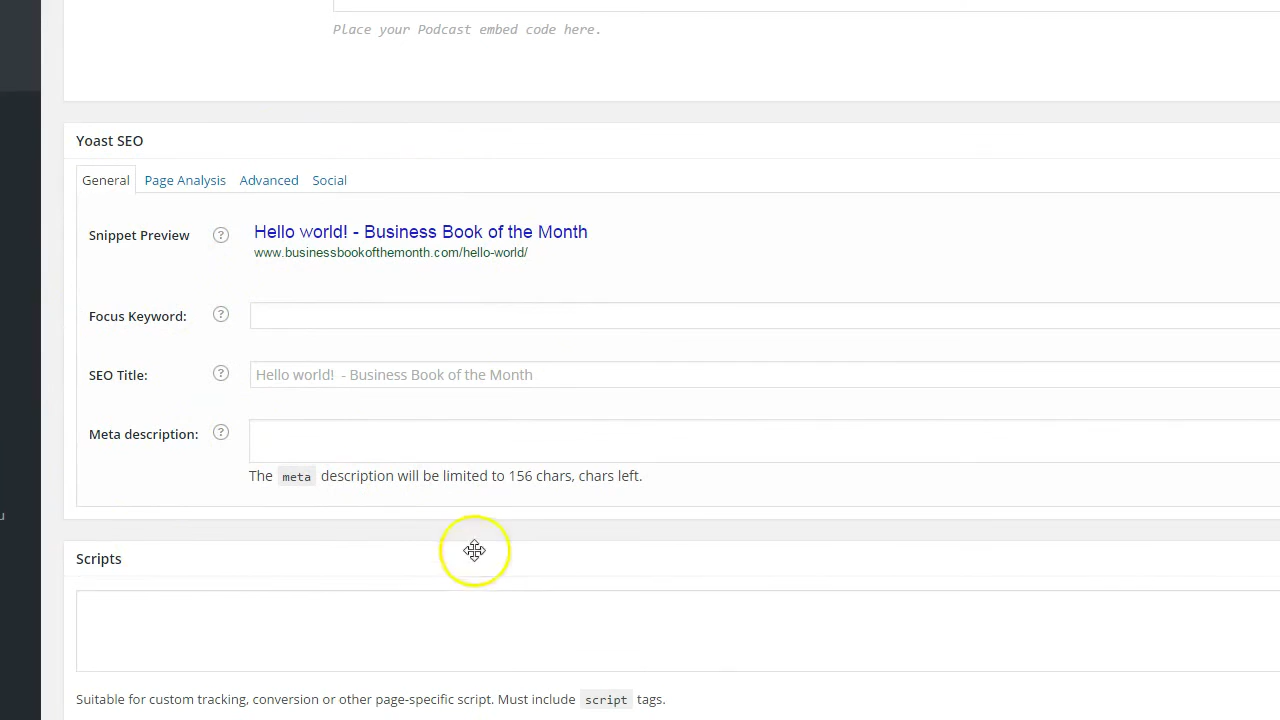 Place your Podcast embed code here.
Yoast SEO
General Page Analysis Advanced Social
Snippet Preview ? Hello world! - Business Book of the Month
www.businessbookofthemonth.com/hello-world/
Focus Keyword: ?
SEO Title: ? Hello world!  - Business Book of the Month
Meta description: ?
The meta description will be limited to 156 chars, chars left.
u
Scripts
Suitable for custom tracking, conversion or other page-specific script. Must include script tags.